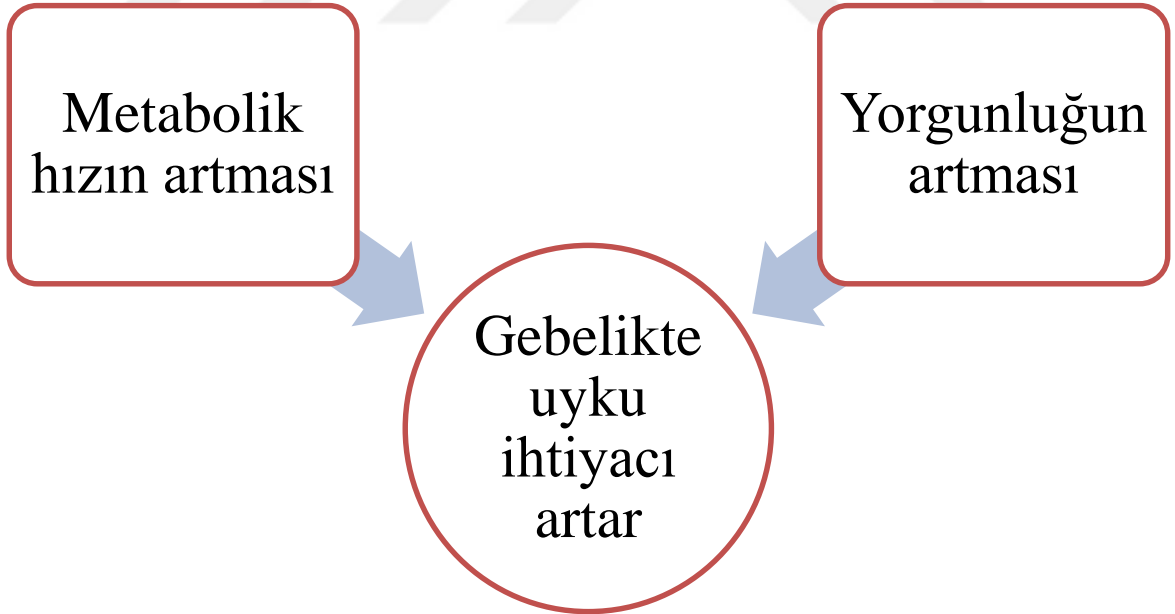 Metabolik
hızın artması
Yorgunluğun
artması
Gebelikte
uyku
ihtiyacı
artar